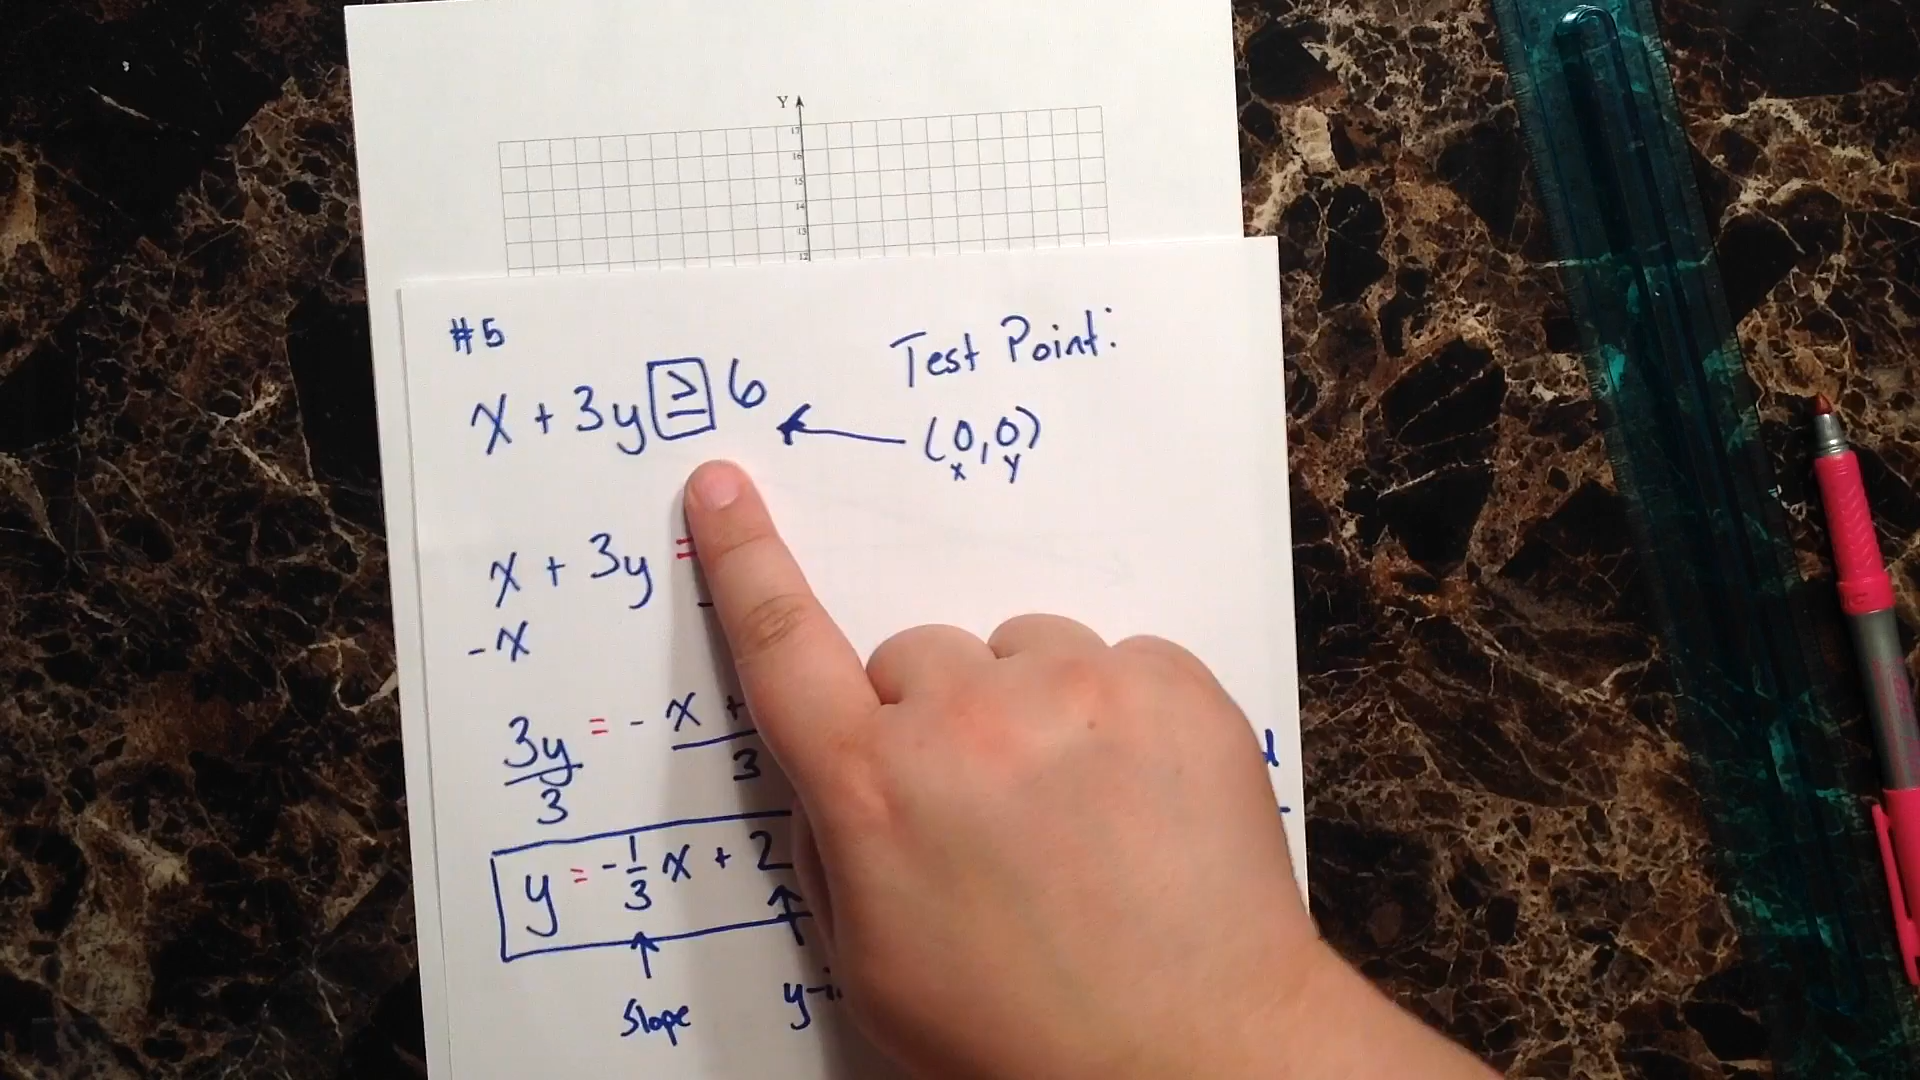 Y
17
16
15
14
13
12
#5
x + 3y ≥ 6
Test Point:
(0,0)
x y
x + 3y =
-x
3y = -x +
3 3
y = -1/3 x + 2
Slope